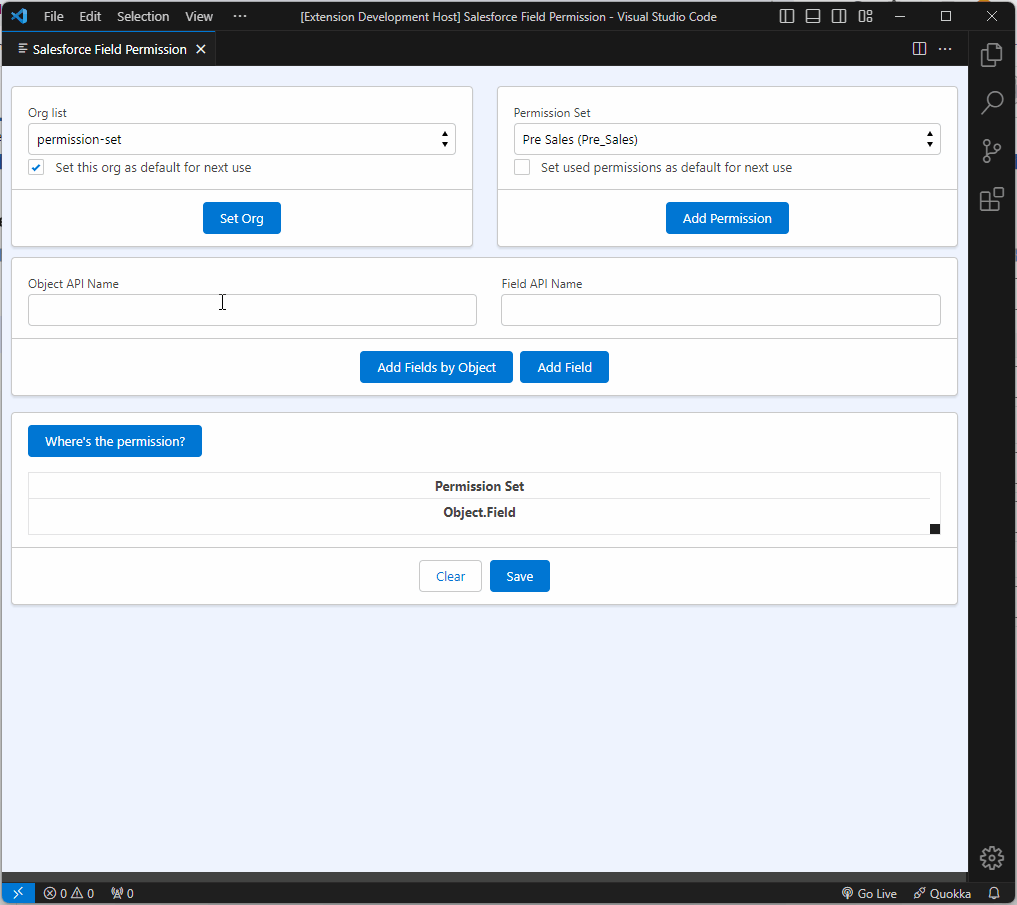 File Edit Selection View ··· [Extension Development Host] Salesforce Field Permission - Visual Studio Code
Salesforce Field Permission
Org list
permission-set
Set this org as default for next use
Set Org
Permission Set
Pre Sales (Pre_Sales)
Set used permissions as default for next use
Add Permission
Object API Name
Field API Name
Add Fields by Object Add Field
Where's the permission?
Permission Set
Object.Field
Clear Save
0 0 0 Go Live Quokka